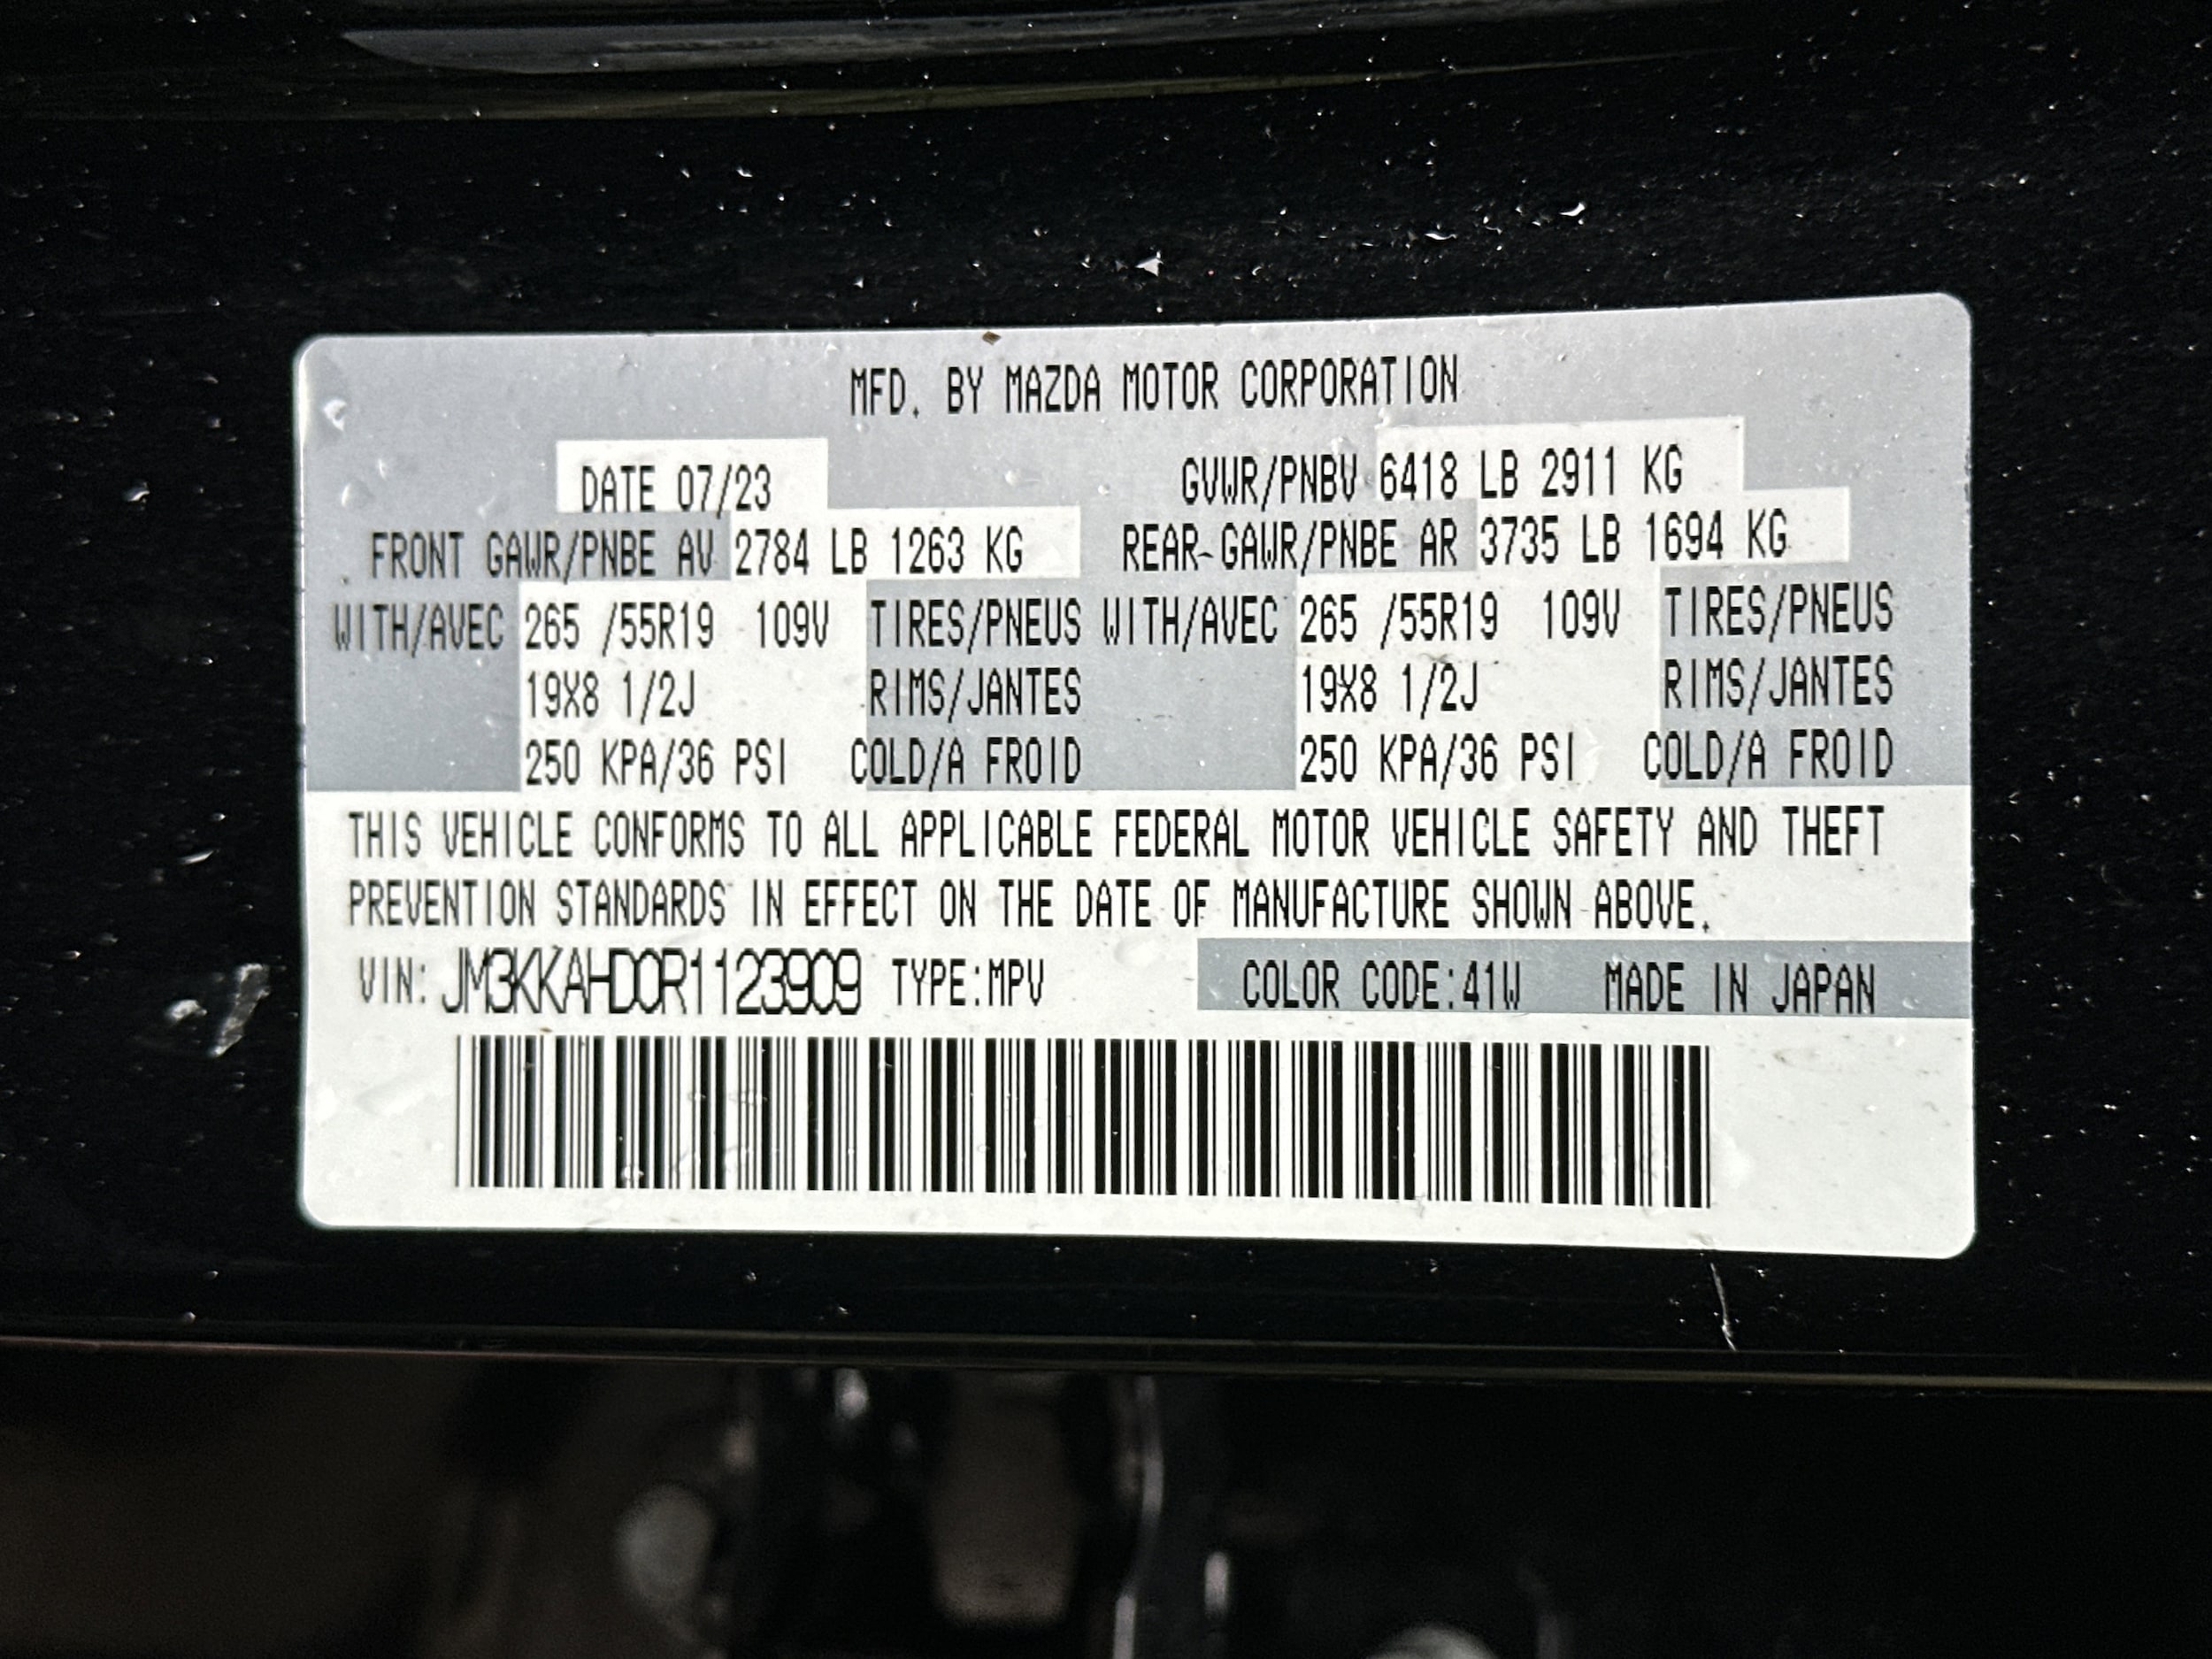 MFD. BY MAZDA MOTOR CORPORATION
DATE 07/23 GVWR/PNBV 6418 LB 2911 KG
FRONT GAWR/PNBE AV 2784 LB 1263 KG REAR GAWR/PNBE AR 3735 LB 1694 KG
WITH/AVEC 265 /55R19 109V TIRES/PNEUS WITH/AVEC 265 /55R19 109V TIRES/PNEUS
19X8 1/2J RIMS/JANTES 19X8 1/2J RIMS/JANTES
250 KPA/36 PSI COLD/A FROID 250 KPA/36 PSI COLD/A FROID
THIS VEHICLE CONFORMS TO ALL APPLICABLE FEDERAL MOTOR VEHICLE SAFETY AND THEFT
PREVENTION STANDARDS IN EFFECT ON THE DATE OF MANUFACTURE SHOWN ABOVE.
VIN: JM3KKAHD0R1123909 TYPE:MPV COLOR CODE:41W MADE IN JAPAN